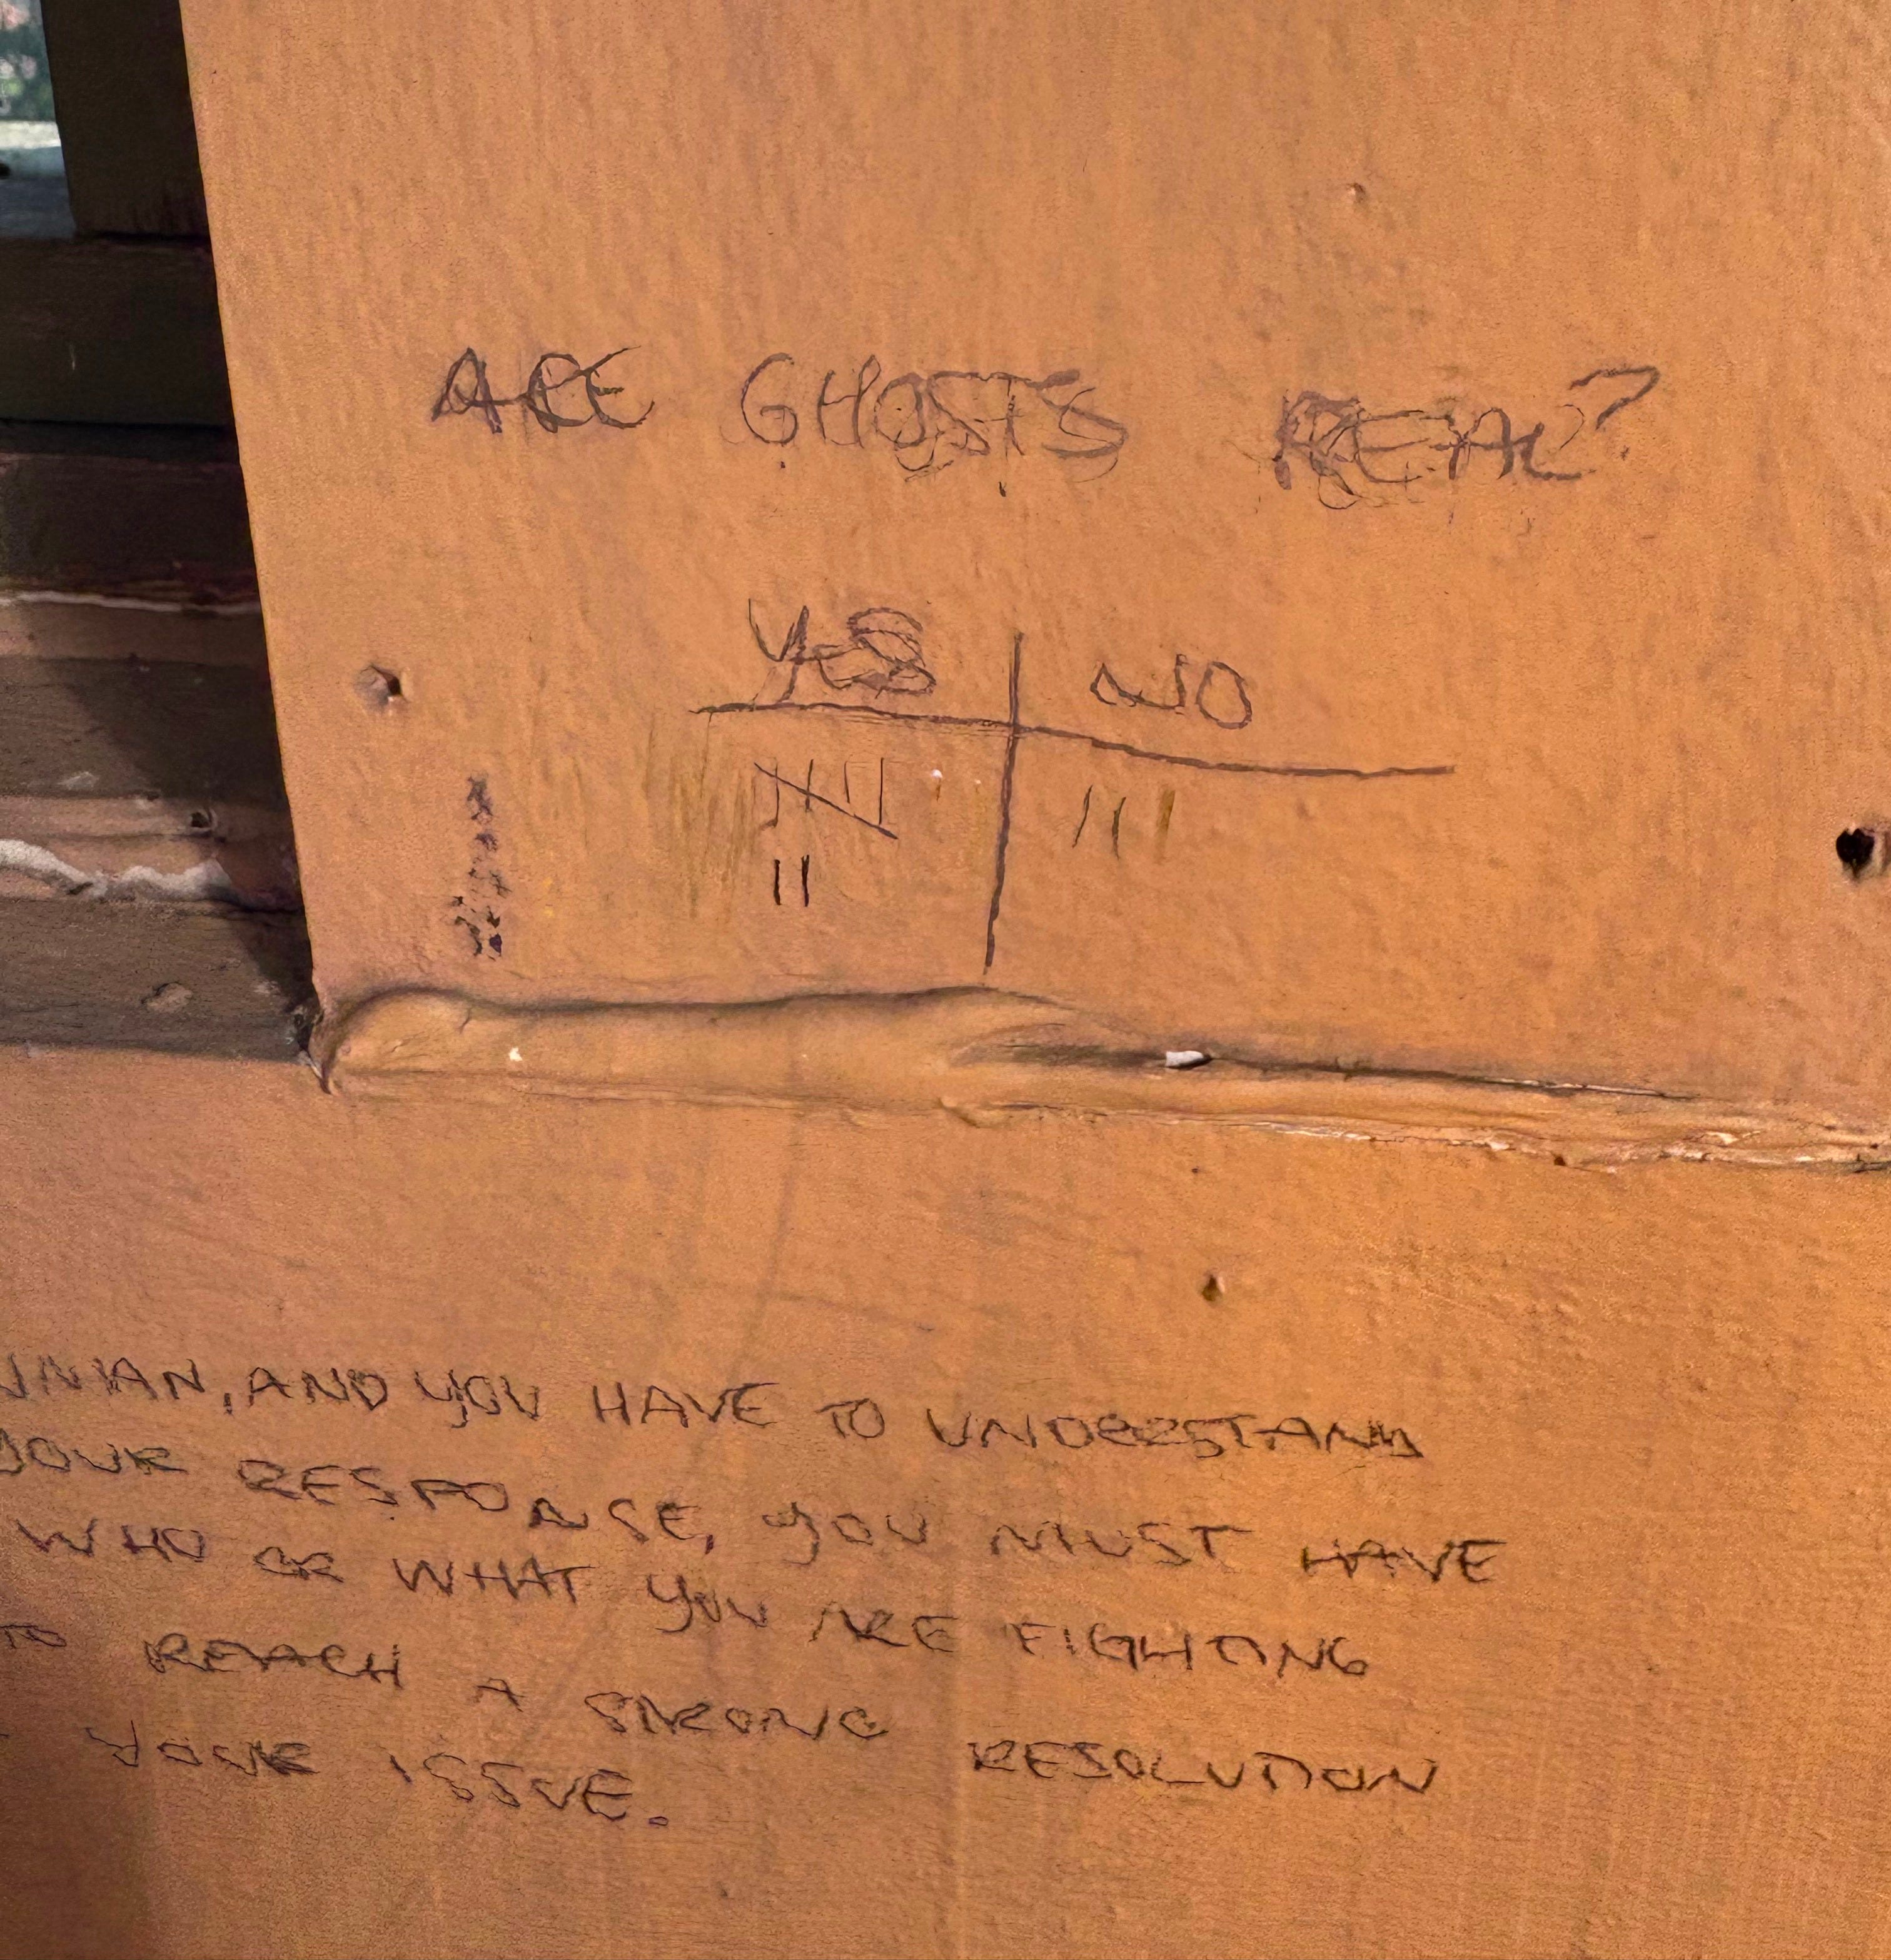 ARE GHOSTS REAL?
YES NO
, AND YOU HAVE TO UNDERSTAND
YOUR RESPONSE, YOU MUST HAVE
WHO OR WHAT YOU ARE FIGHTING
TO REACH A STRONG RESOLUTION
YOUR ISSUE.